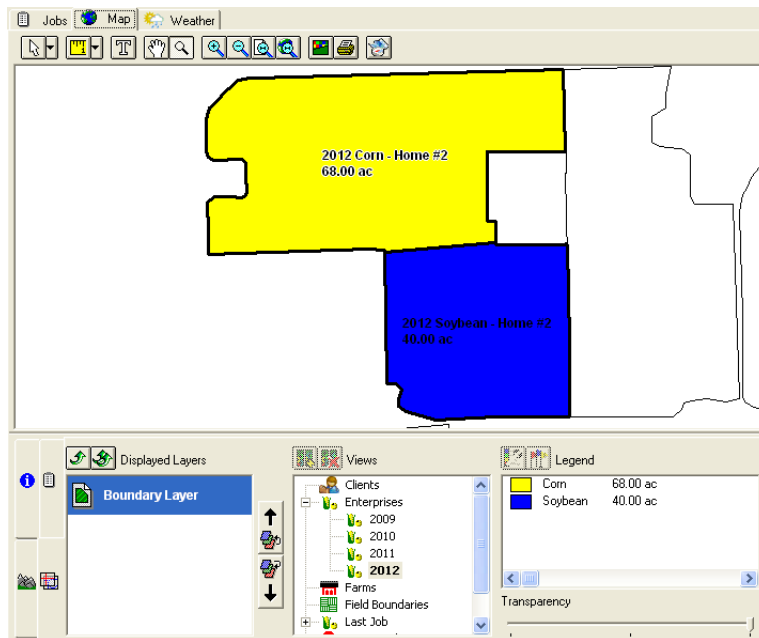 Jobs Map Weather
T
2012 Corn - Home #2
68.00 ac
2012 Soybean - Home #2
40.00 ac
Displayed Layers
Boundary Layer
Views
Clients
Enterprises
2009
2010
2011
2012
Farms
Field Boundaries
Last Job
Legend
Corn 68.00 ac
Soybean 40.00 ac
Transparency